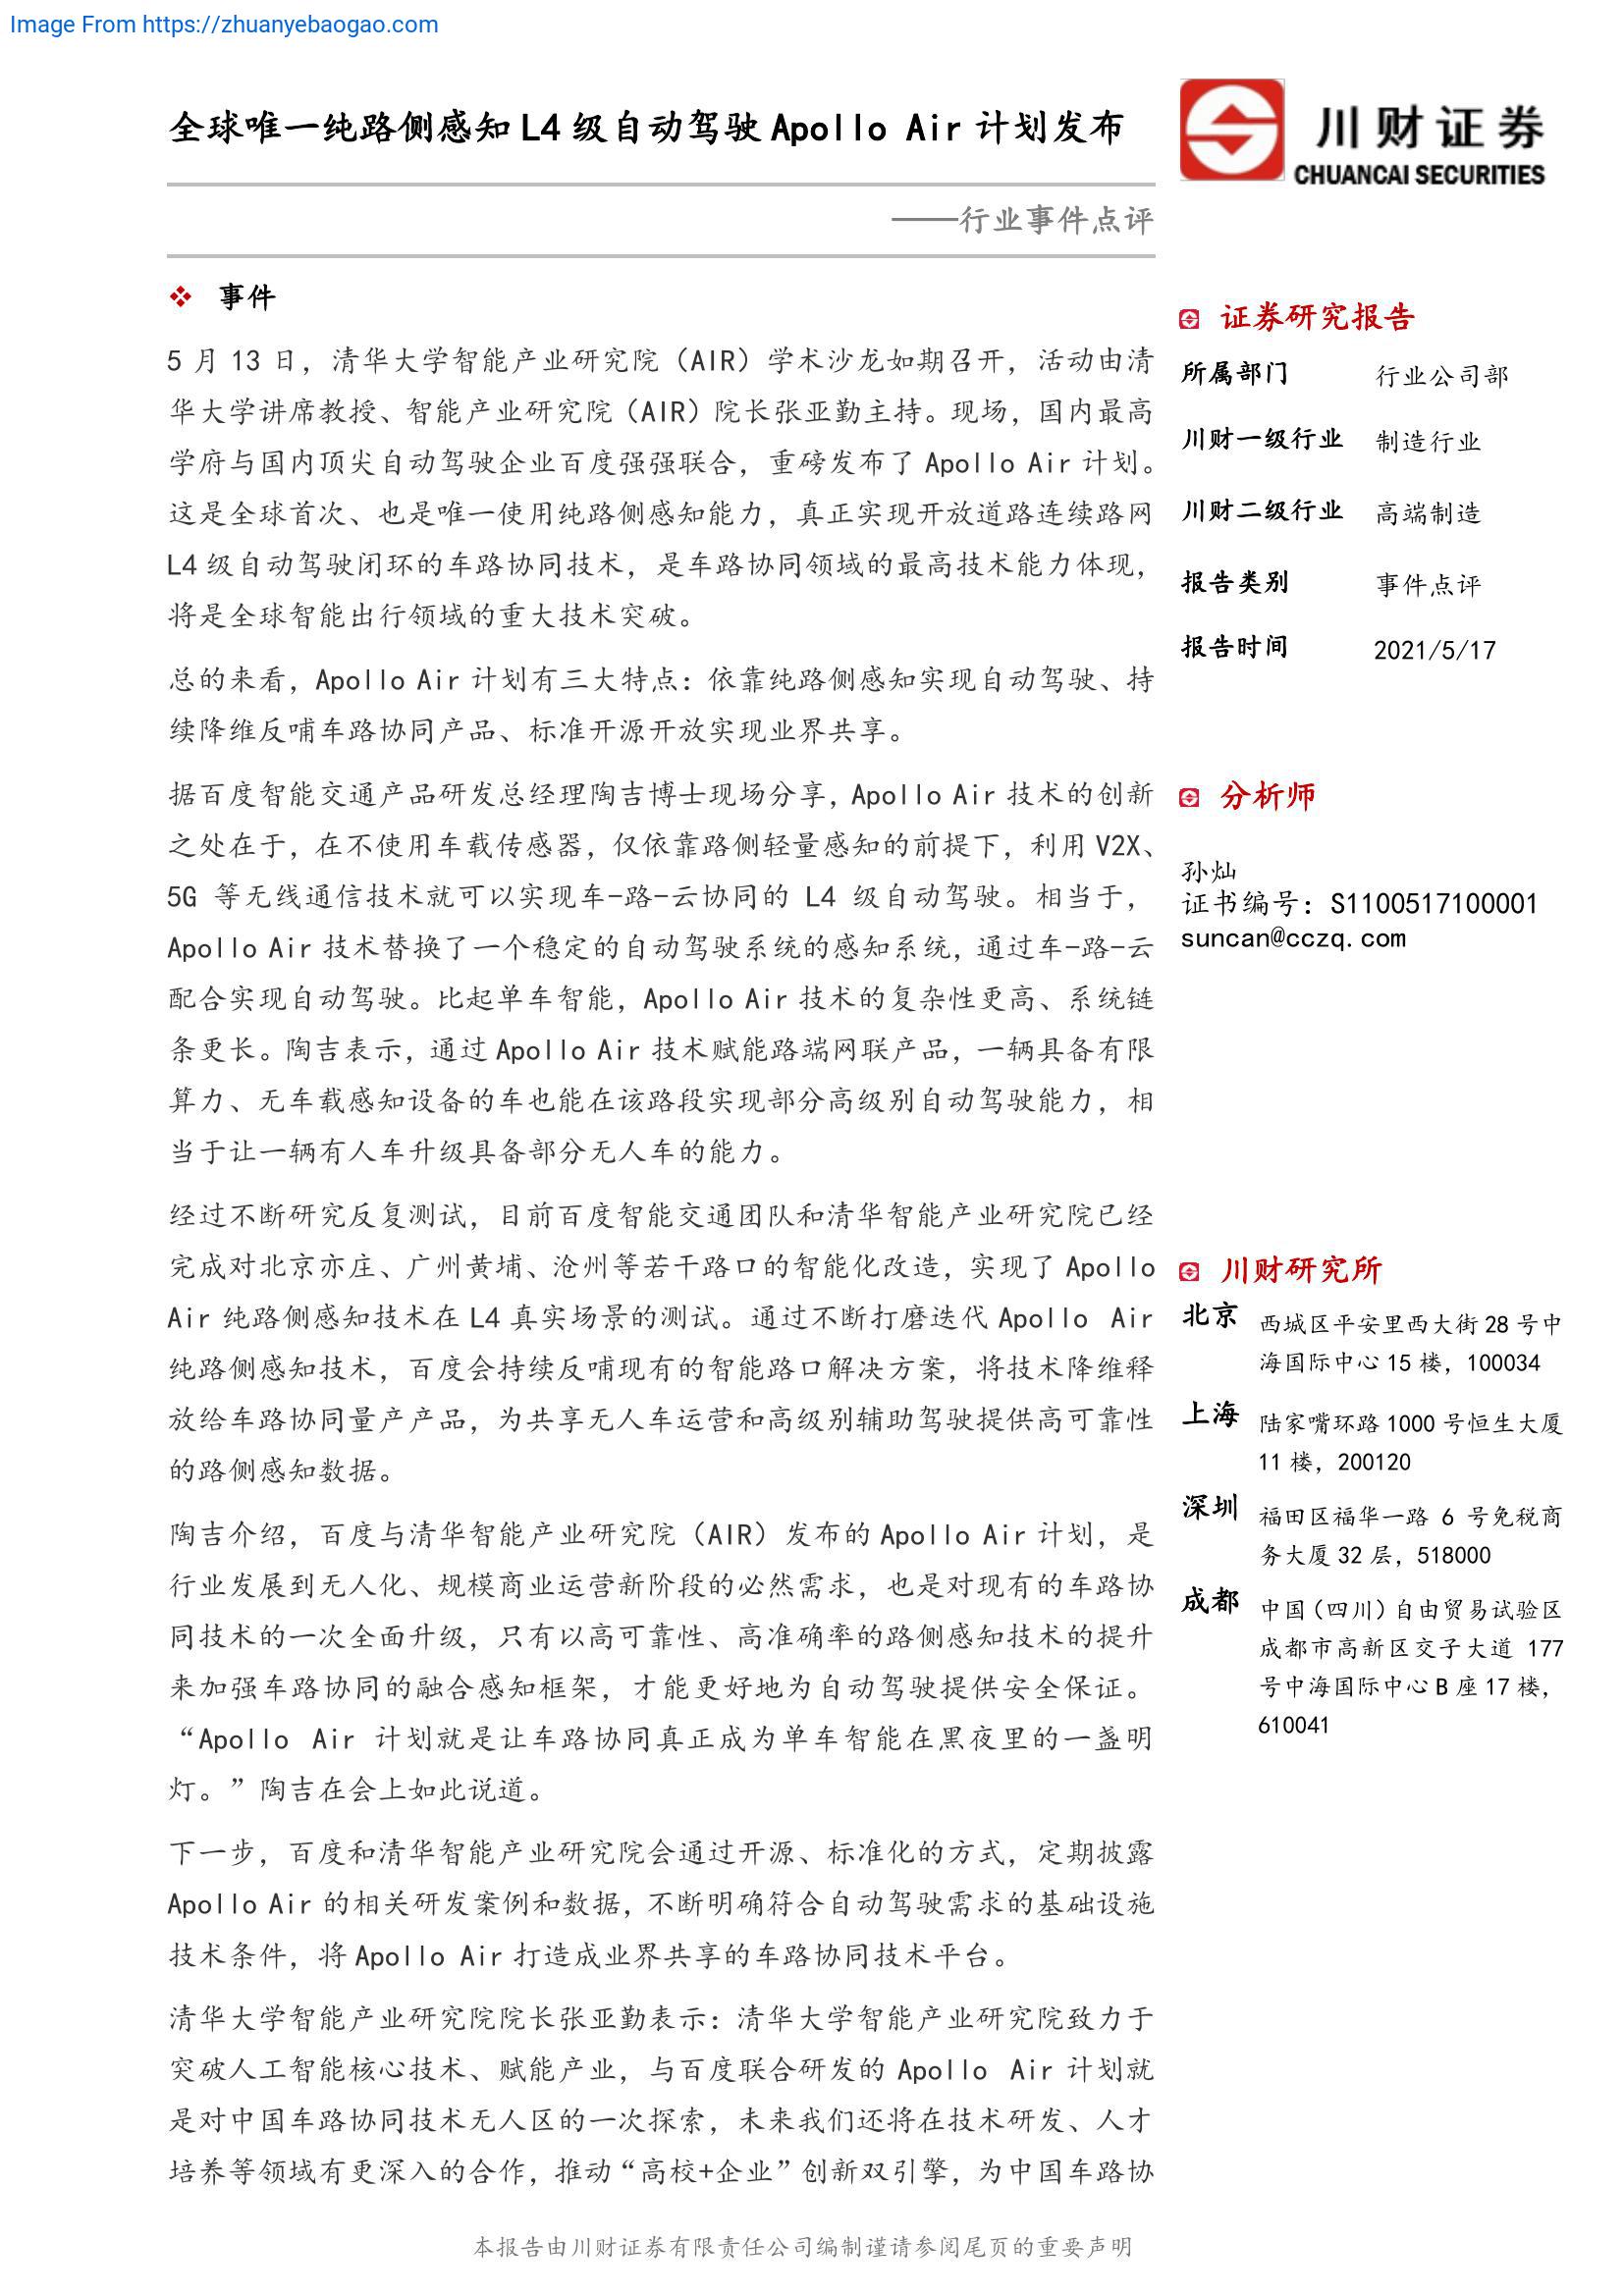 Image From https://zhuanyebaogao.com
全球唯一纯路侧感知 L4 级自动驾驶 Apollo Air 计划发布
——行业事件点评
川财证券
CHUANCAI SECURITIES
事件
5 月 13 日，清华大学智能产业研究院（AIR）学术沙龙如期召开，活动由清
华大学讲席教授、智能产业研究院（AIR）院长张亚勤主持。现场，国内最高
学府与国内顶尖自动驾驶企业百度强强联合，重磅发布了 Apollo Air 计划。
这是全球首次、也是唯一使用纯路侧感知能力，真正实现开放道路连续路网
L4 级自动驾驶闭环的车路协同技术，是车路协同领域的最高技术能力体现，
将是全球智能出行领域的重大技术突破。
总的来看，Apollo Air 计划有三大特点：依靠纯路侧感知实现自动驾驶、持
续降维反哺车路协同产品、标准开源开放实现业界共享。
据百度智能交通产品研发总经理陶吉博士现场分享，Apollo Air 技术的创新
之处在于，在不使用车载传感器，仅依靠路侧轻量感知的前提下，利用 V2X、
5G 等无线通信技术就可以实现车-路-云协同的 L4 级自动驾驶。相当于，
Apollo Air 技术替换了一个稳定的自动驾驶系统的感知系统，通过车-路-云
配合实现自动驾驶。比起单车智能，Apollo Air 技术的复杂性更高、系统链
条更长。陶吉表示，通过 Apollo Air 技术赋能路端网联产品，一辆具备有限
算力、无车载感知设备的车也能在该路段实现部分高级别自动驾驶能力，相
当于让一辆有人车升级具备部分无人车的能力。
经过不断研究反复测试，目前百度智能交通团队和清华智能产业研究院已经
完成对北京亦庄、广州黄埔、沧州等若干路口的智能化改造，实现了 Apollo
Air 纯路侧感知技术在 L4 真实场景的测试。通过不断打磨迭代 Apollo Air
纯路侧感知技术，百度会持续反哺现有的智能路口解决方案，将技术降维释
放给车路协同量产产品，为共享无人车运营和高级别辅助驾驶提供高可靠性
的路侧感知数据。
陶吉介绍，百度与清华智能产业研究院（AIR）发布的 Apollo Air 计划，是
行业发展到无人化、规模商业运营新阶段的必然需求，也是对现有的车路协
同技术的一次全面升级，只有以高可靠性、高准确率的路侧感知技术的提升
来加强车路协同的融合感知框架，才能更好地为自动驾驶提供安全保证。
“Apollo Air 计划就是让车路协同真正成为单车智能在黑夜里的一盏明
灯。”陶吉在会上如此说道。
下一步，百度和清华智能产业研究院会通过开源、标准化的方式，定期披露
Apollo Air 的相关研发案例和数据，不断明确符合自动驾驶需求的基础设施
技术条件，将 Apollo Air 打造成业界共享的车路协同技术平台。
清华大学智能产业研究院院长张亚勤表示：清华大学智能产业研究院致力于
突破人工智能核心技术、赋能产业，与百度联合研发的 Apollo Air 计划就
是对中国车路协同技术无人区的一次探索，未来我们还将在技术研发、人才
培养等领域有更深入的合作，推动“高校+企业”创新双引擎，为中国车路协
证券研究报告
所属部门 行业公司部
川财一级行业 制造行业
川财二级行业 高端制造
报告类别 事件点评
报告时间 2021/5/17
分析师
孙灿
证书编号：S1100517100001
suncan@cczq.com
川财研究所
北京 西城区平安里西大街 28 号中
海国际中心 15 楼，100034
上海 陆家嘴环路 1000 号恒生大厦
11 楼，200120
深圳 福田区福华一路 6 号免税商
务大厦 32 层，518000
成都 中国（四川）自由贸易试验区
成都市高新区交子大道 177
号中海国际中心 B 座 17 楼，
610041
本报告由川财证券有限责任公司编制谨请参阅尾页的重要声明